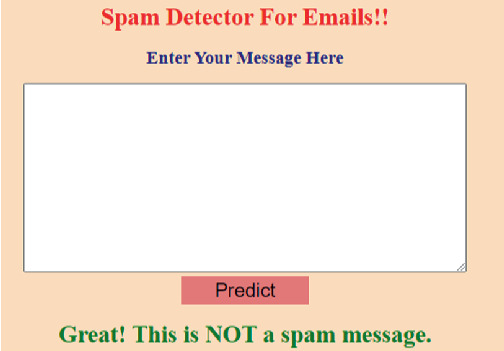 Spam Detector For Emails!!
Enter Your Message Here
Predict
Great! This is NOT a spam message.